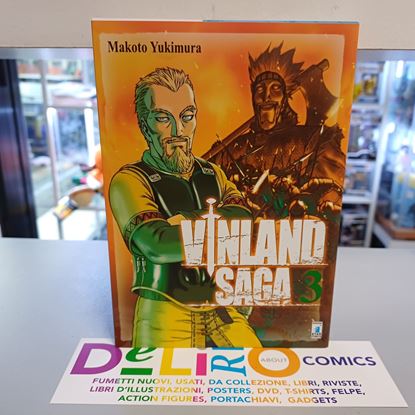 Makoto Yukimura
VINLAND
SAGA 3
STAR
DeLiRO
ABOUT
COMICS
FUMETTI NUOVI, USATI, DA COLLEZIONE, LIBRI, RIVISTE,
LIBRI D'ILLUSTRAZIONI, POSTERS, DVD, T-SHIRTS, FELPE,
ACTION FIGURES, PORTACHIAVI, GADGETS